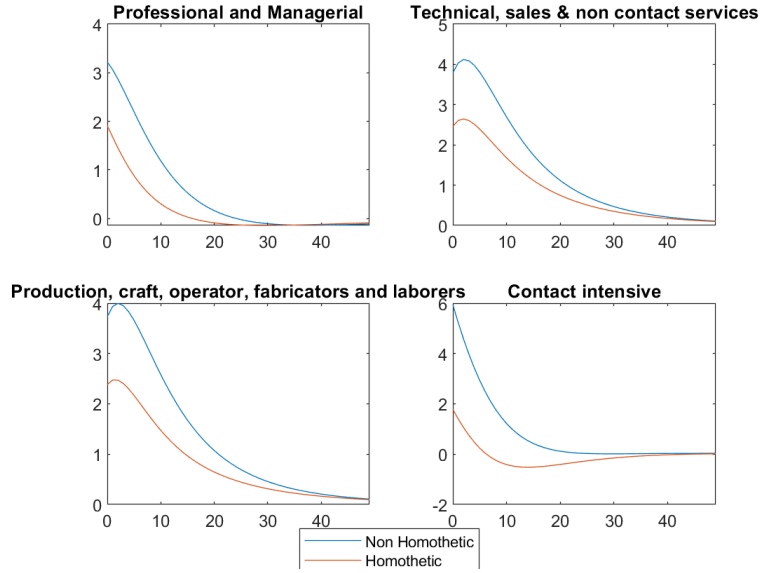 Professional and Managerial
4
3
2
1
0
0 10 20 30 40
Technical, sales & non contact services
5
4
3
2
1
0
0 10 20 30 40
Production, craft, operator, fabricators and laborers
4
3
2
1
0
0 10 20 30 40
Contact intensive
6
4
2
0
-2
0 10 20 30 40
Non Homothetic
Homothetic